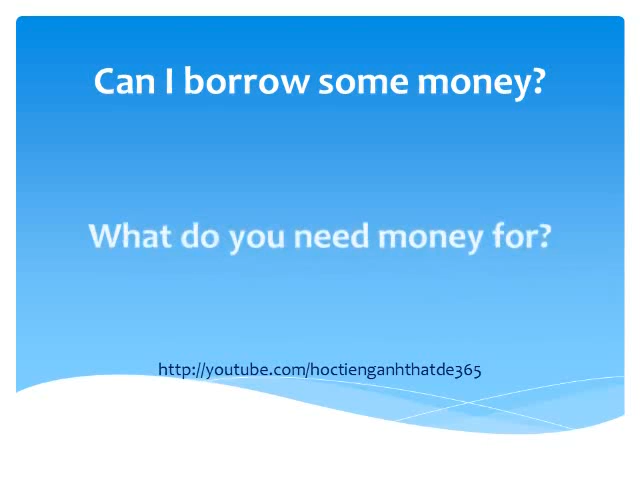 Can I borrow some money?
What do you need money for?
http://youtube.com/hoctienganhthatde365